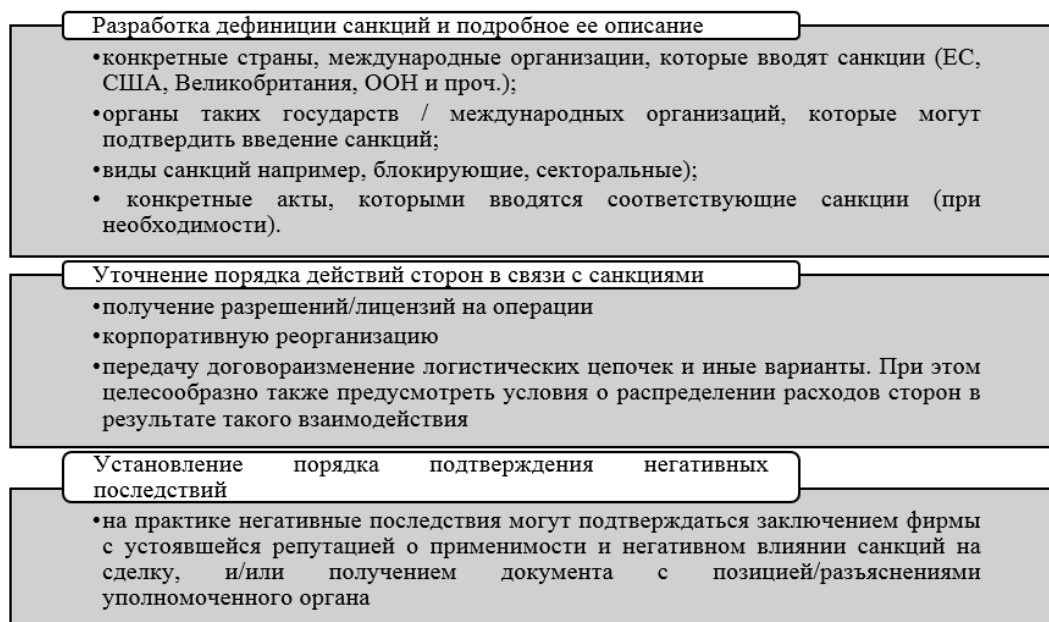 Разработка дефиниции санкций и подробное ее описание
•конкретные страны, международные организации, которые вводят санкции (ЕС,
США, Великобритания, ООН и проч.);
•органы таких государств / международных организаций, которые могут
подтвердить введение санкций;
•виды санкций например, блокирующие, секторальные);
• конкретные акты, которыми вводятся соответствующие санкции (при
необходимости).
Уточнение порядка действий сторон в связи с санкциями
•получение разрешений/лицензий на операции
•корпоративную реорганизацию
•передачу договораизменение логистических цепочек и иные варианты. При этом
целесообразно также предусмотреть условия о распределении расходов сторон в
результате такого взаимодействия
Установление порядка подтверждения негативных
последствий
•на практике негативные последствия могут подтверждаться заключением фирмы
с устоявшейся репутацией о применимости и негативном влиянии санкций на
сделку, и/или получением документа с позицией/разъяснениями
уполномоченного органа